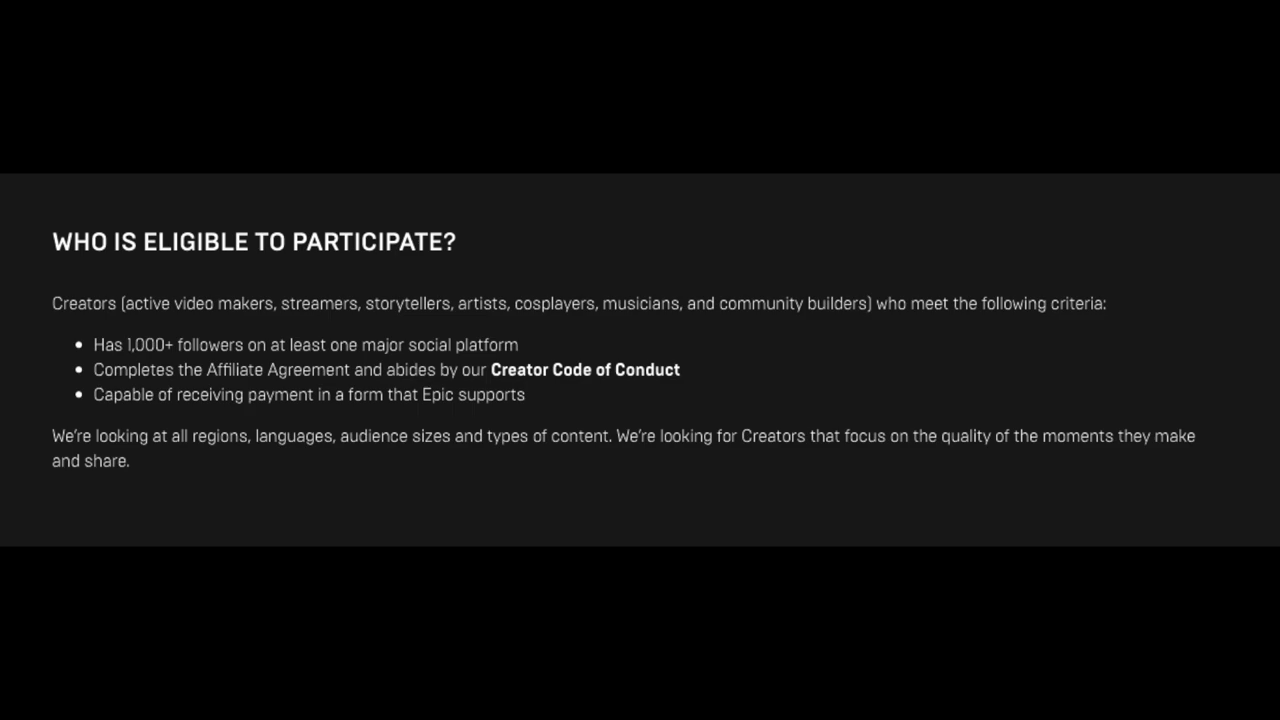 WHO IS ELIGIBLE TO PARTICIPATE?
Creators (active video makers, streamers, storytellers, artists, cosplayers, musicians, and community builders) who meet the following criteria:
• Has 1,000+ followers on at least one major social platform
• Completes the Affiliate Agreement and abides by our Creator Code of Conduct
• Capable of receiving payment in a form that Epic supports
We're looking at all regions, languages, audience sizes and types of content. We're looking for Creators that focus on the quality of the moments they make
and share.